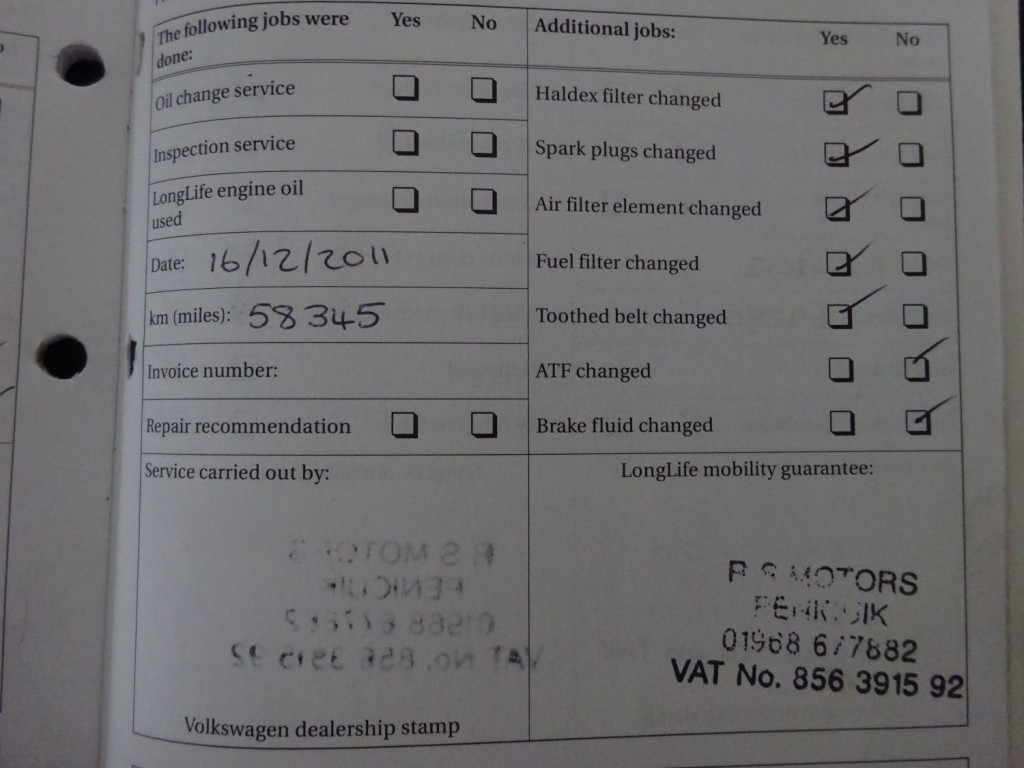 The following jobs were done: Yes No
Oil change service
Inspection service
LongLife engine oil used
Date: 16/12/2011
km (miles): 58345
Invoice number:
Repair recommendation
Additional jobs: Yes No
Haldex filter changed
Spark plugs changed
Air filter element changed
Fuel filter changed
Toothed belt changed
ATF changed
Brake fluid changed
Service carried out by:
Volkswagen dealership stamp
LongLife mobility guarantee:
R S MOTORS
PENICUIK
01968 677882
VAT No. 856 3915 92